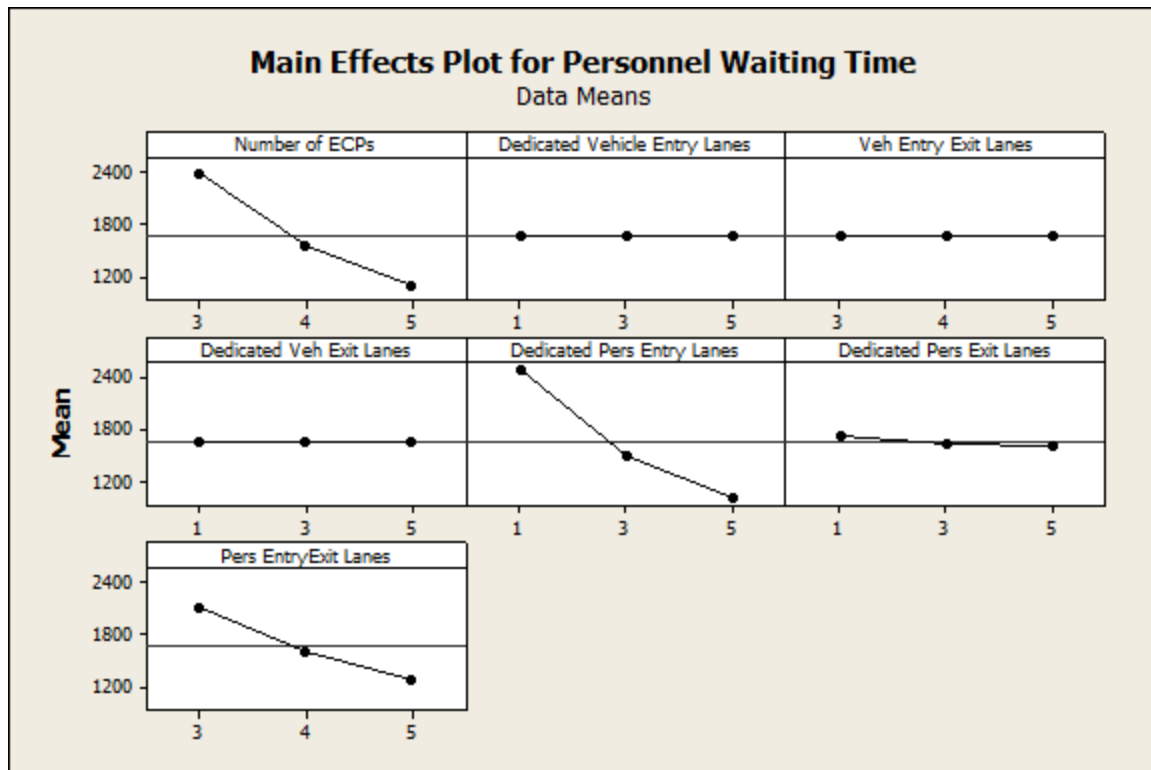 Main Effects Plot for Personnel Waiting Time
Data Means
Number of ECPs Dedicated Vehicle Entry Lanes Veh Entry Exit Lanes
2400
1800
1200
3 4 5 1 3 5 3 4 5
Dedicated Veh Exit Lanes Dedicated Pers Entry Lanes Dedicated Pers Exit Lanes
2400
1800
1200
Mean
1 3 5 1 3 5 1 3 5
Pers EntryExit Lanes
2400
1800
1200
3 4 5